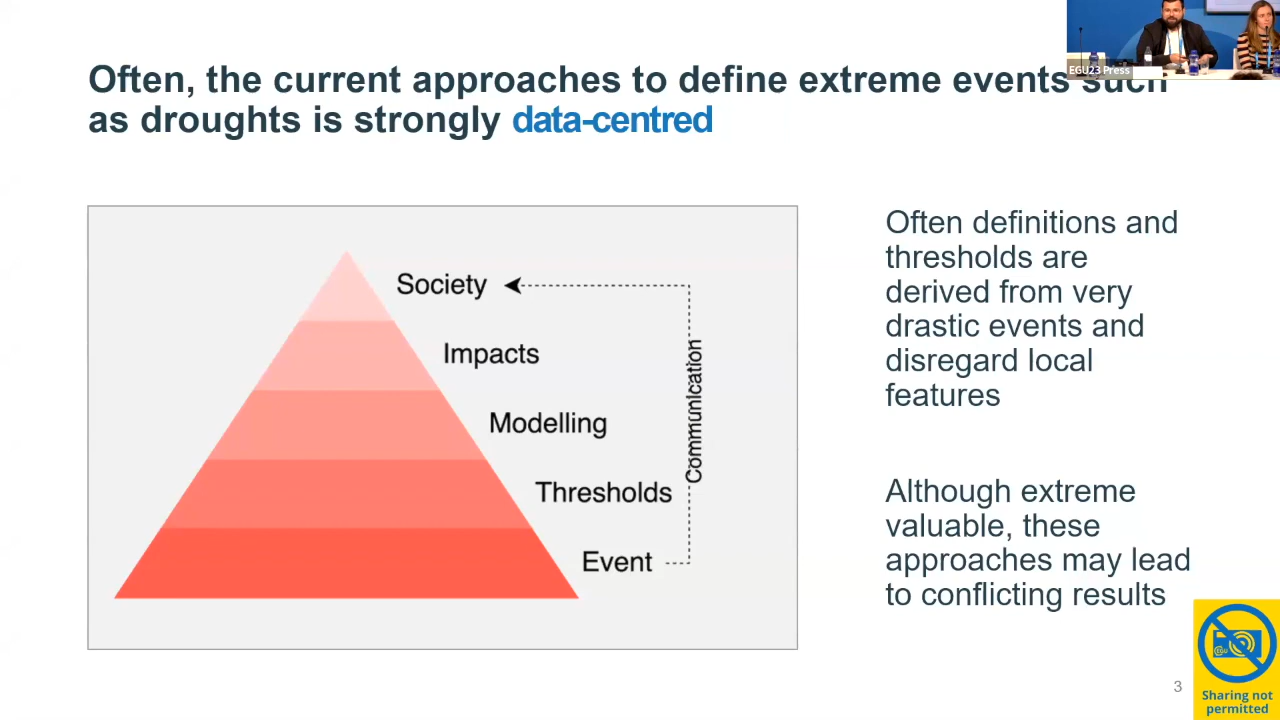 EGU23 Press
Often, the current approaches to define extreme events such
as droughts is strongly data-centred
Society
Impacts
Modelling
Thresholds
Event
Communication
Often definitions and
thresholds are
derived from very
drastic events and
disregard local
features
Although extreme
valuable, these
approaches may lead
to conflicting results
3
EGU
Sharing not
permitted